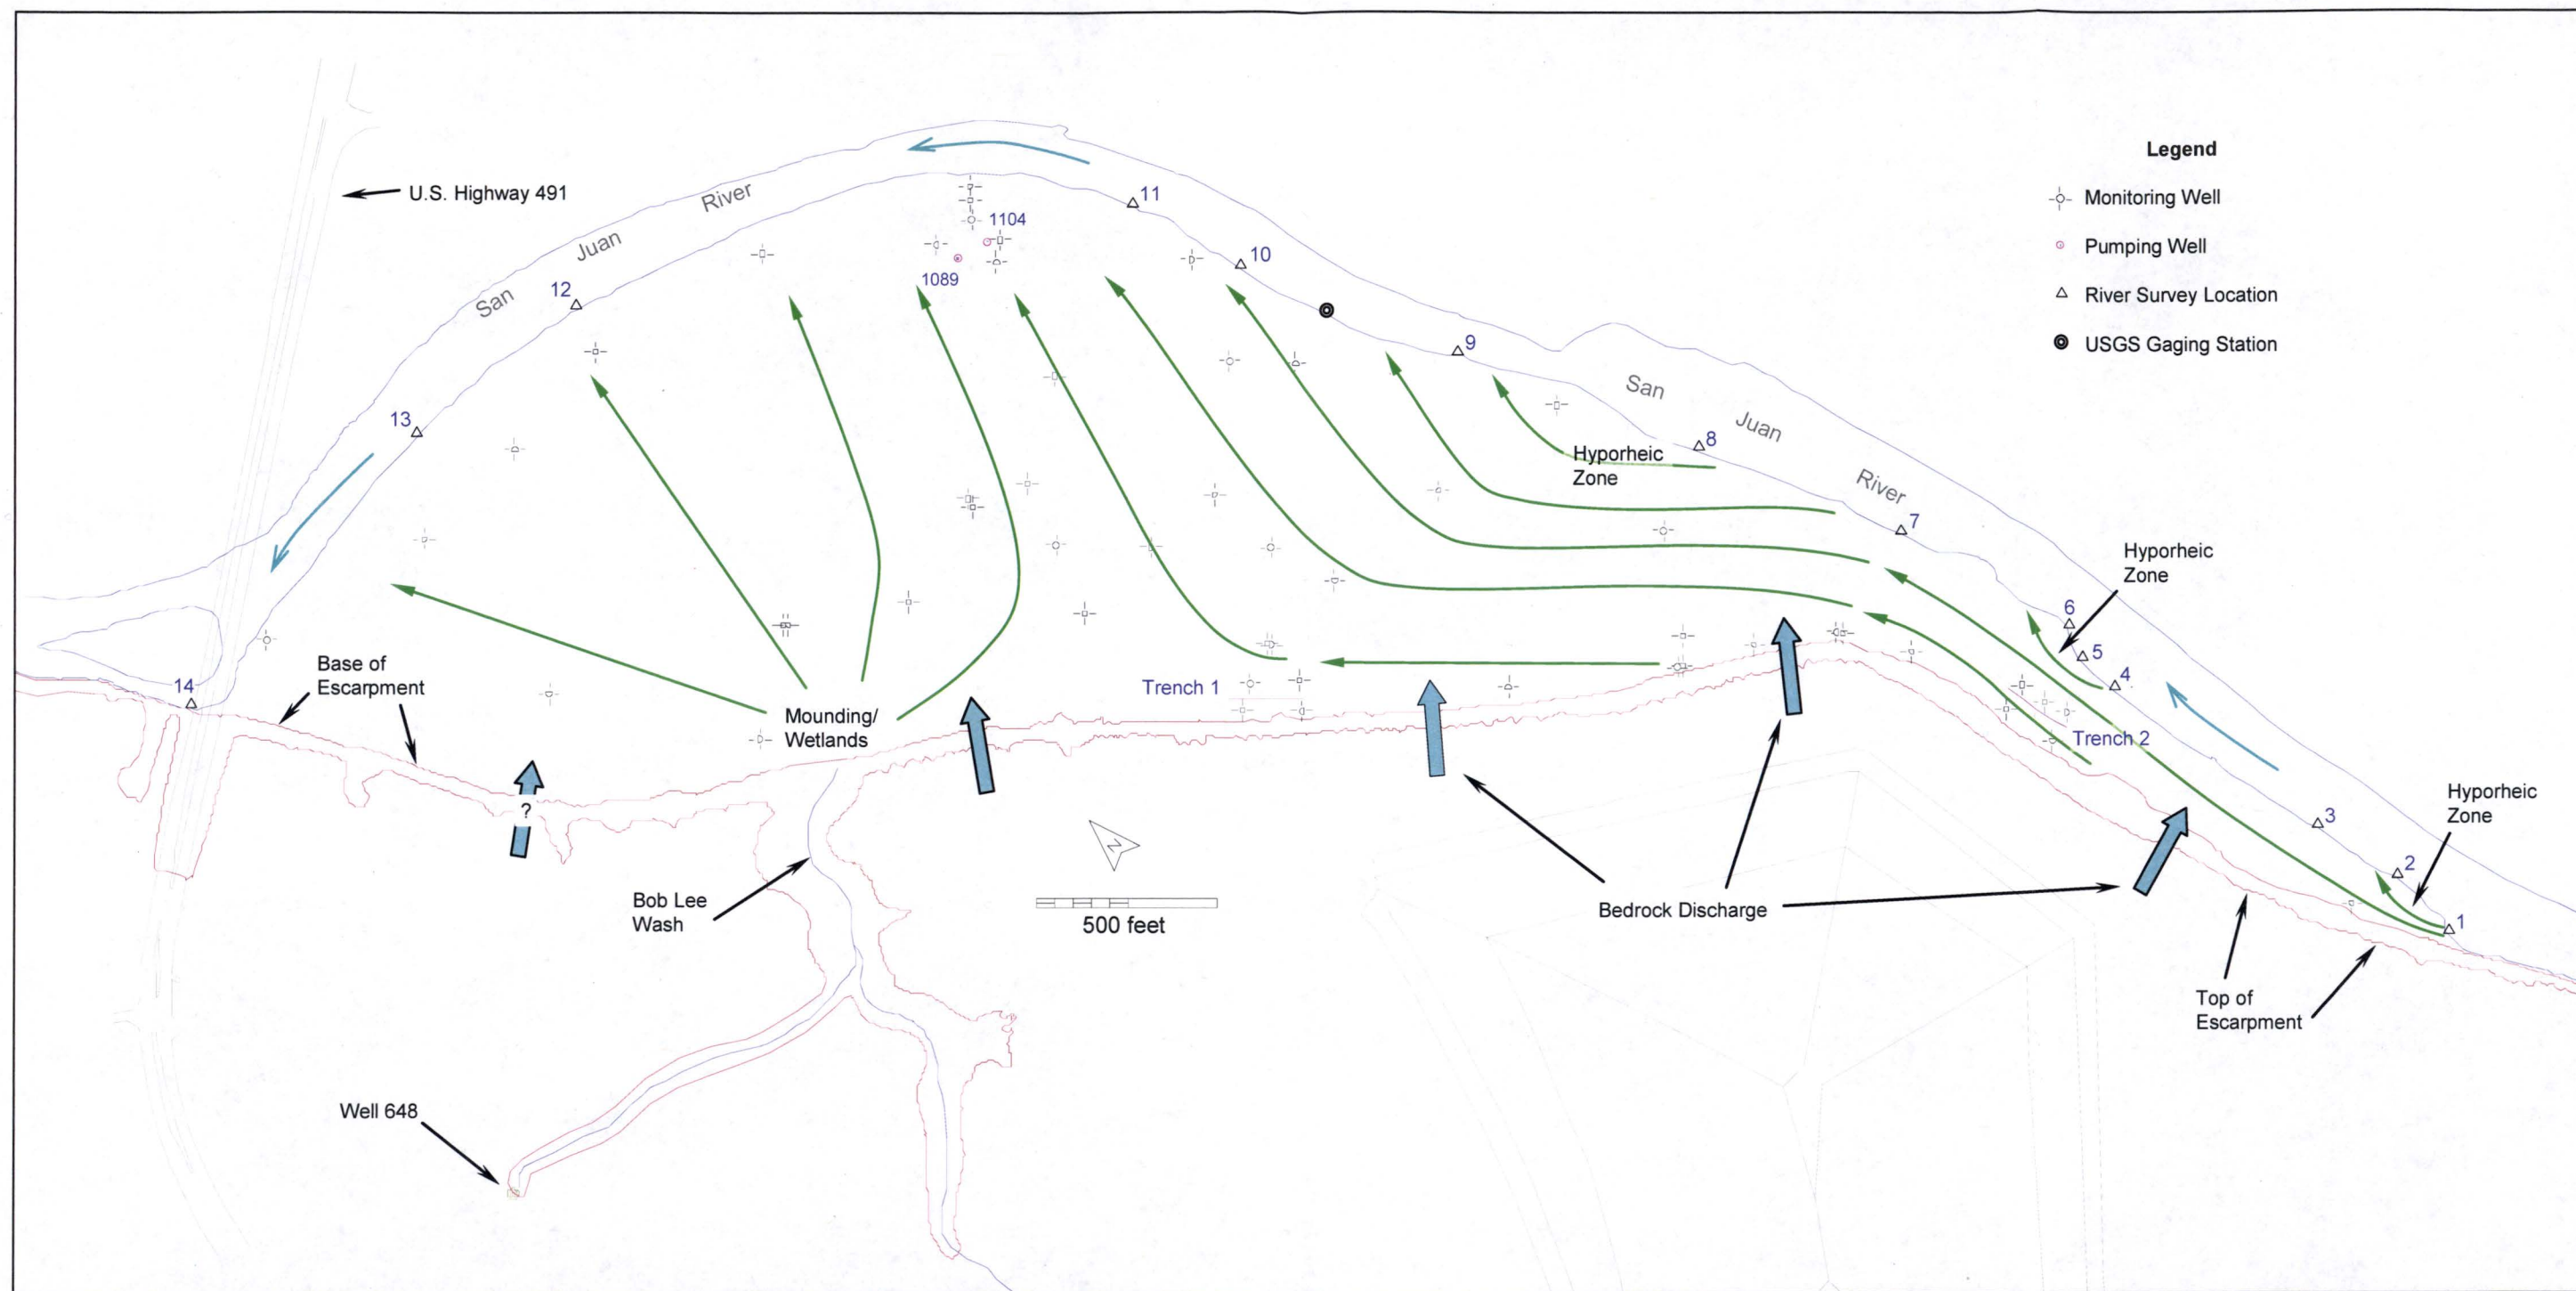 Legend
Monitoring Well
Pumping Well
River Survey Location
USGS Gaging Station
U.S. Highway 491
San
Juan
River
11
1104
10
1089
12
9
San
Juan
River
13
8
Hyporheic
Zone
7
Hyporheic
Zone
6
5
4
Base of
Escarpment
14
Trench 1
Mounding/
Wetlands
Trench 2
?
3
Hyporheic
Zone
2
1
N
Bob Lee
Wash
500 feet
Bedrock Discharge
Top of
Escarpment
Well 648